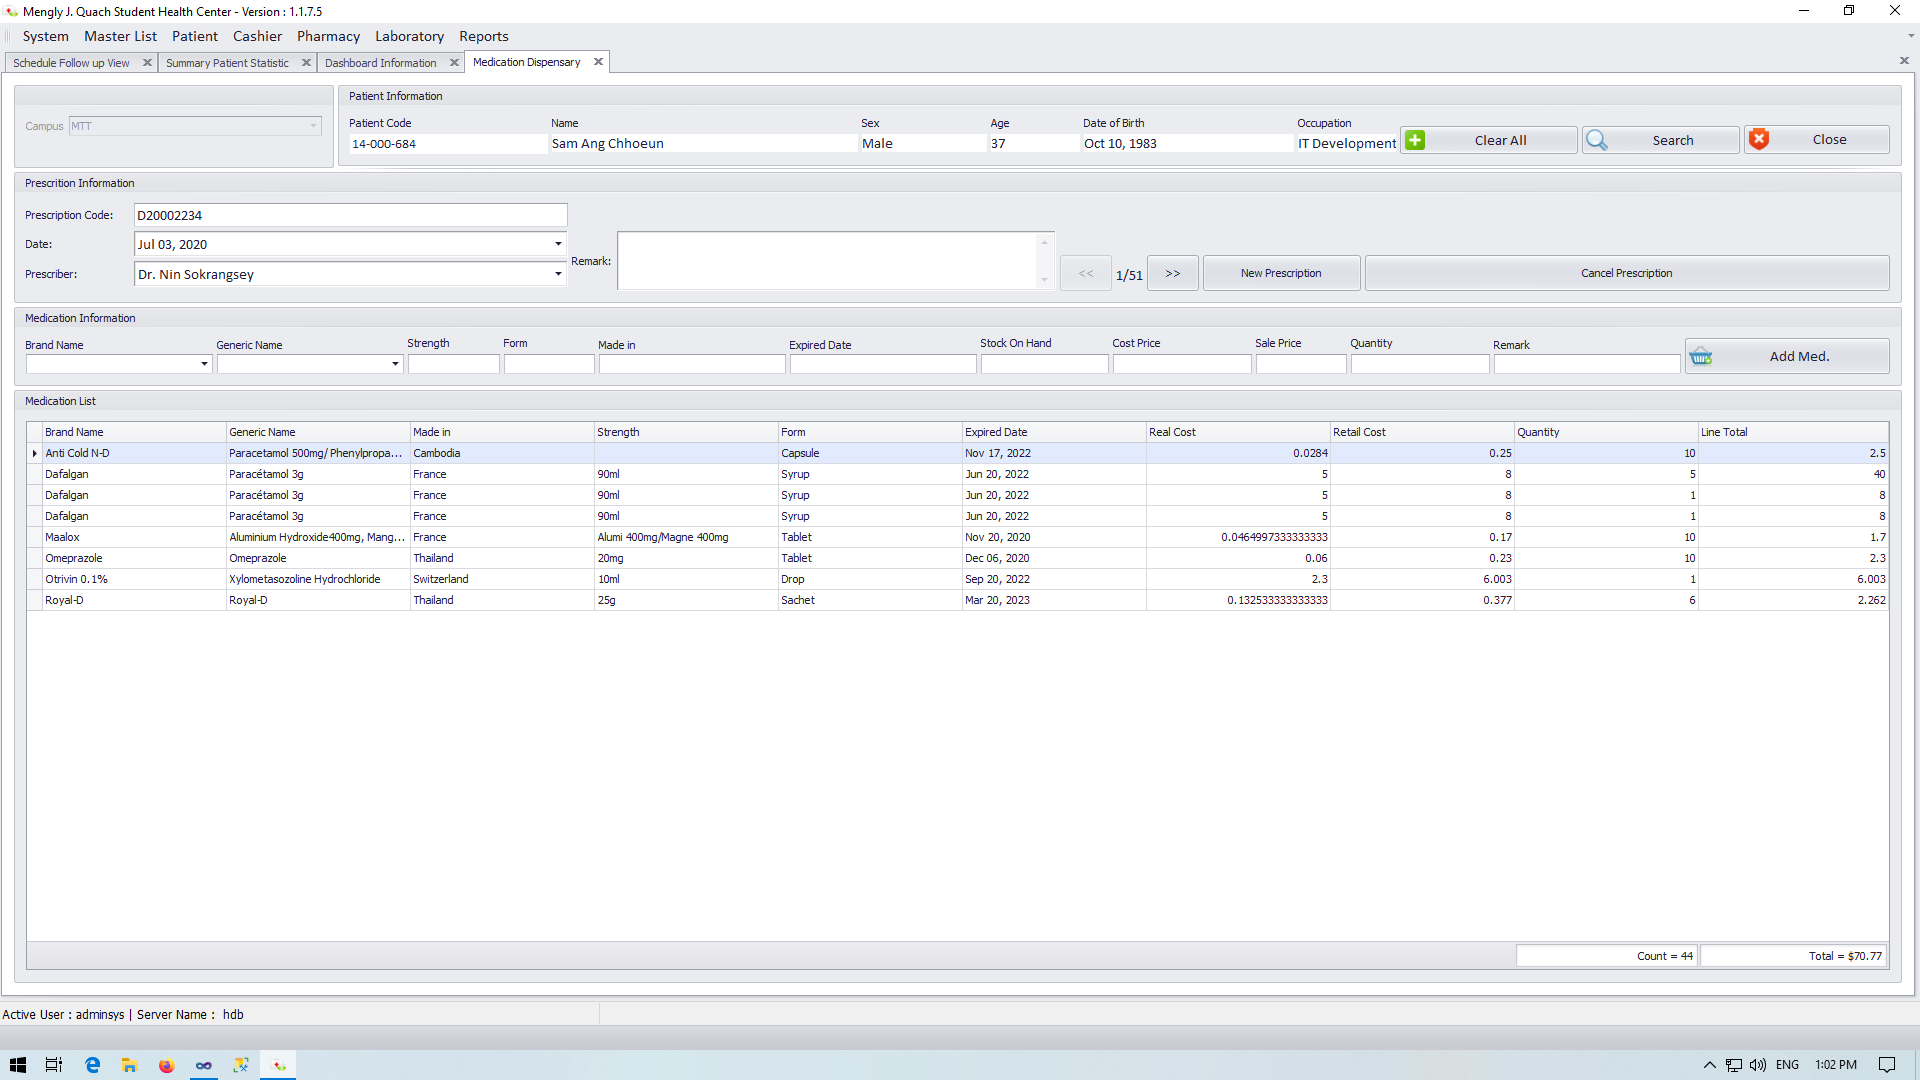 Mengly J. Quach Student Health Center - Version : 1.1.7.5
System Master List Patient Cashier Pharmacy Laboratory Reports
Schedule Follow up View Summary Patient Statistic Dashboard Information Medication Dispensary
Patient Information
Campus MTT
Patient Code Name Sex Age Date of Birth Occupation
14-000-684 Sam Ang Chhoeun Male 37 Oct 10, 1983 IT Development
Clear All Search Close
Prescrition Information
Prescription Code: D20002234
Date: Jul 03, 2020
Prescriber: Dr. Nin Sokrangsey
Remark:
<< 1/51 >> New Prescription Cancel Prescription
Medication Information
Brand Name Generic Name Strength Form Made in Expired Date Stock On Hand Cost Price Sale Price Quantity Remark
Add Med.
Medication List
Brand Name Generic Name Made in Strength Form Expired Date Real Cost Retail Cost Quantity Line Total
Anti Cold N-D Paracetamol 500mg/ Phenylpropa... Cambodia Capsule Nov 17, 2022 0.0284 0.25 10 2.5
Dafalgan Paracétamol 3g France 90ml Syrup Jun 20, 2022 5 8 5 40
Dafalgan Paracétamol 3g France 90ml Syrup Jun 20, 2022 5 8 1 8
Dafalgan Paracétamol 3g France 90ml Syrup Jun 20, 2022 5 8 1 8
Maalox Aluminium Hydroxide400mg, Mang... France Alumi 400mg/Magne 400mg Tablet Nov 20, 2020 0.0464997333333333 0.17 10 1.7
Omeprazole Omeprazole Thailand 20mg Tablet Dec 06, 2020 0.06 0.23 10 2.3
Otrivin 0.1% Xylometasozoline Hydrochloride Switzerland 10ml Drop Sep 20, 2022 2.3 6.003 1 6.003
Royal-D Royal-D Thailand 25g Sachet Mar 20, 2023 0.132533333333333 0.377 6 2.262
Count = 44 Total = $70.77
Active User : adminsys | Server Name : hdb
ENG 1:02 PM